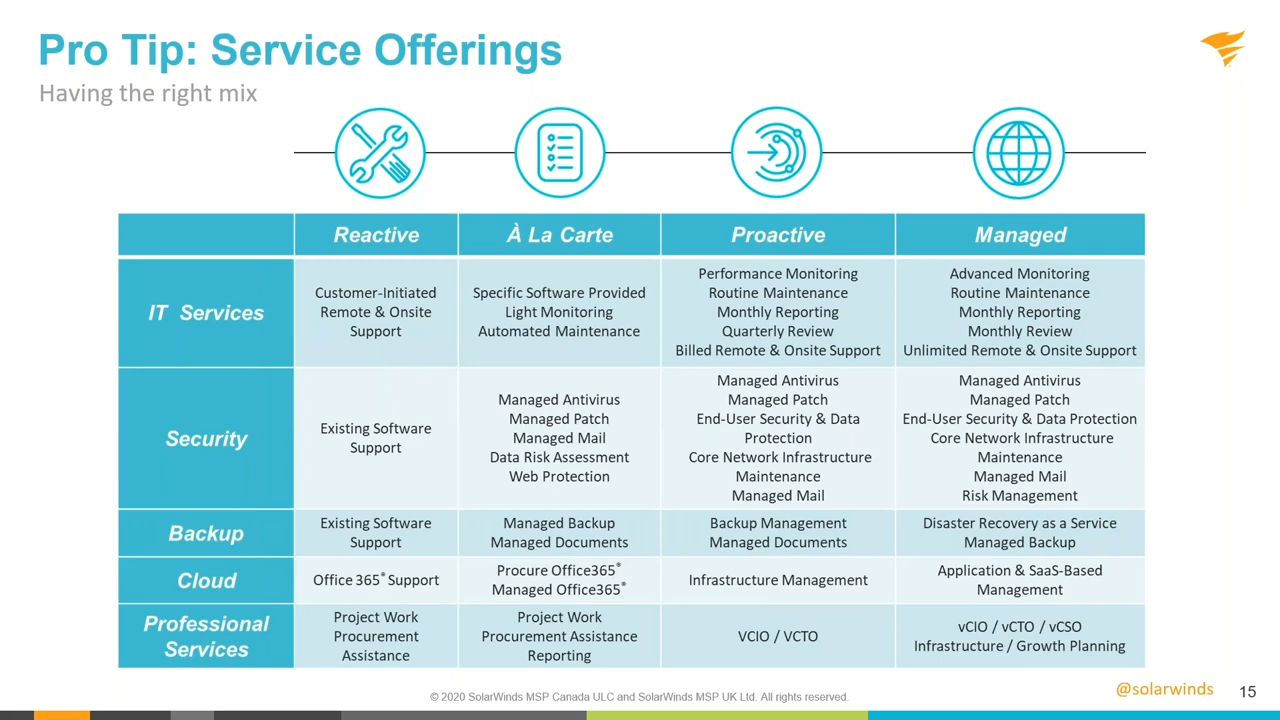 Pro Tip: Service Offerings
Having the right mix
Reactive
À La Carte
Proactive
Managed
IT Services
Customer-Initiated
Remote & Onsite
Support
Specific Software Provided
Light Monitoring
Automated Maintenance
Performance Monitoring
Routine Maintenance
Monthly Reporting
Quarterly Review
Billed Remote & Onsite Support
Advanced Monitoring
Routine Maintenance
Monthly Reporting
Monthly Review
Unlimited Remote & Onsite Support
Security
Existing Software
Support
Managed Antivirus
Managed Patch
Managed Mail
Data Risk Assessment
Web Protection
Managed Antivirus
Managed Patch
End-User Security & Data
Protection
Core Network Infrastructure
Maintenance
Managed Mail
Managed Antivirus
Managed Patch
End-User Security & Data Protection
Core Network Infrastructure
Maintenance
Managed Mail
Risk Management
Backup
Existing Software
Support
Managed Backup
Managed Documents
Backup Management
Managed Documents
Disaster Recovery as a Service
Managed Backup
Cloud
Office 365® Support
Procure Office365®
Managed Office365®
Infrastructure Management
Application & SaaS-Based
Management
Professional
Services
Project Work
Procurement
Assistance
Project Work
Procurement Assistance
Reporting
VCIO / VCTO
vCIO / vCTO / vCSO
Infrastructure / Growth Planning
© 2020 SolarWinds MSP Canada ULC and SolarWinds MSP UK Ltd. All rights reserved.
@solarwinds
15